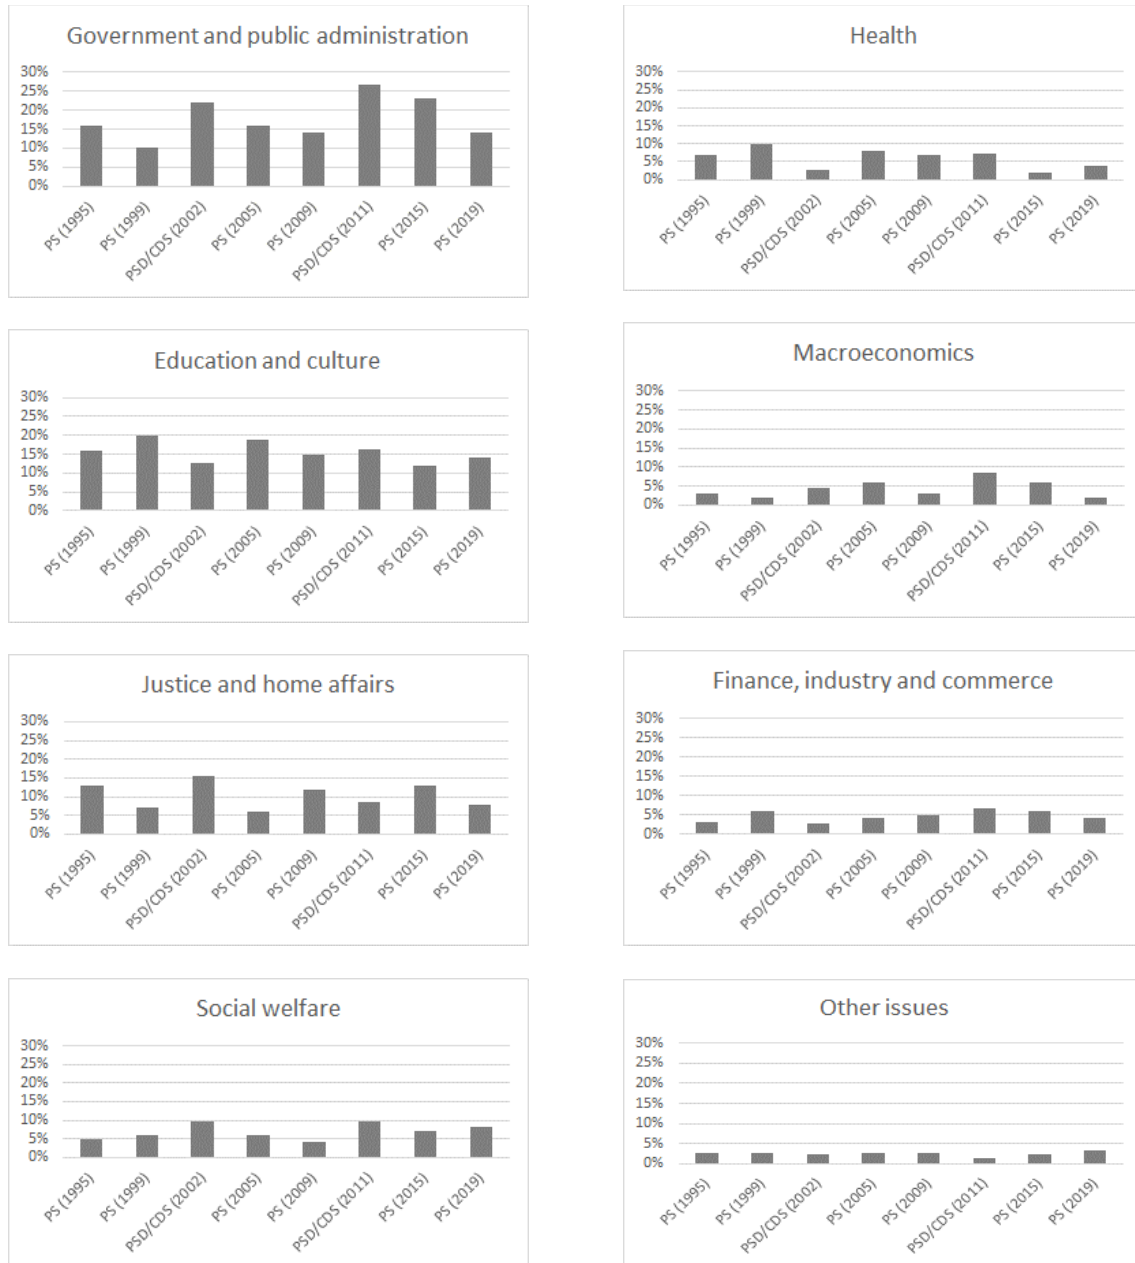 Government and public administration
30%
25%
20%
15%
10%
5%
0%
PS (1995)
PS (1999)
PSD/CDS (2002)
PS (2005)
PS (2009)
PSD/CDS (2011)
PS (2015)
PS (2019)
Health
30%
25%
20%
15%
10%
5%
0%
PS (1995)
PS (1999)
PSD/CDS (2002)
PS (2005)
PS (2009)
PSD/CDS (2011)
PS (2015)
PS (2019)
Education and culture
30%
25%
20%
15%
10%
5%
0%
PS (1995)
PS (1999)
PSD/CDS (2002)
PS (2005)
PS (2009)
PSD/CDS (2011)
PS (2015)
PS (2019)
Macroeconomics
30%
25%
20%
15%
10%
5%
0%
PS (1995)
PS (1999)
PSD/CDS (2002)
PS (2005)
PS (2009)
PSD/CDS (2011)
PS (2015)
PS (2019)
Justice and home affairs
30%
25%
20%
15%
10%
5%
0%
PS (1995)
PS (1999)
PSD/CDS (2002)
PS (2005)
PS (2009)
PSD/CDS (2011)
PS (2015)
PS (2019)
Finance, industry and commerce
30%
25%
20%
15%
10%
5%
0%
PS (1995)
PS (1999)
PSD/CDS (2002)
PS (2005)
PS (2009)
PSD/CDS (2011)
PS (2015)
PS (2019)
Social welfare
30%
25%
20%
15%
10%
5%
0%
PS (1995)
PS (1999)
PSD/CDS (2002)
PS (2005)
PS (2009)
PSD/CDS (2011)
PS (2015)
PS (2019)
Other issues
30%
25%
20%
15%
10%
5%
0%
PS (1995)
PS (1999)
PSD/CDS (2002)
PS (2005)
PS (2009)
PSD/CDS (2011)
PS (2015)
PS (2019)